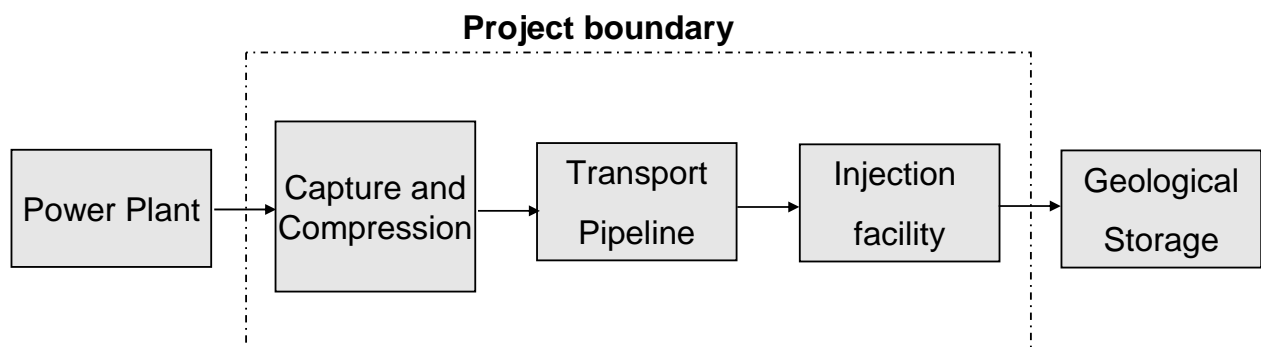 Project boundary
Power Plant
Capture and
Compression
Transport
Pipeline
Injection
facility
Geological
Storage